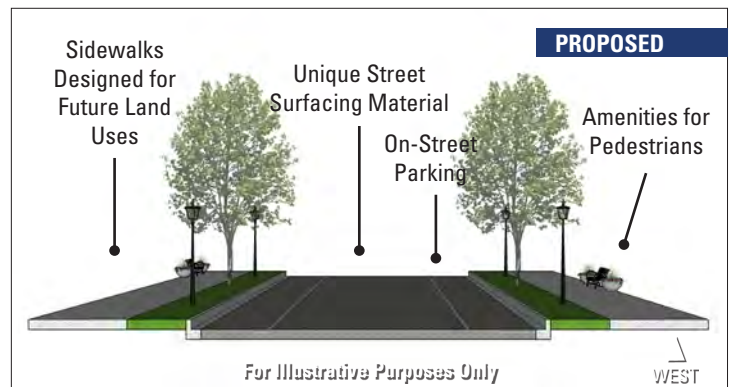 PROPOSED
Sidewalks
Designed for
Future Land
Uses
Unique Street
Surfacing Material
On-Street
Parking
Amenities for
Pedestrians
For Illustrative Purposes Only
WEST